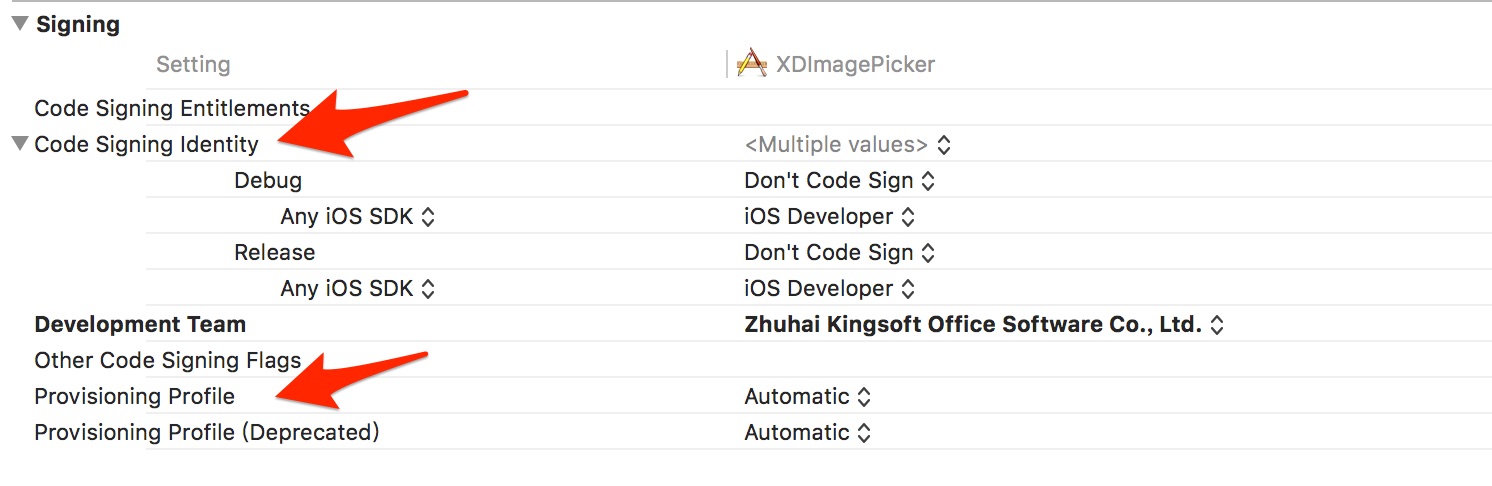 Signing
Setting XDImagePicker
Code Signing Entitlements
Code Signing Identity <Multiple values>
Debug Don't Code Sign
Any iOS SDK iOS Developer
Release Don't Code Sign
Any iOS SDK iOS Developer
Development Team Zhuhai Kingsoft Office Software Co., Ltd.
Other Code Signing Flags
Provisioning Profile Automatic
Provisioning Profile (Deprecated) Automatic